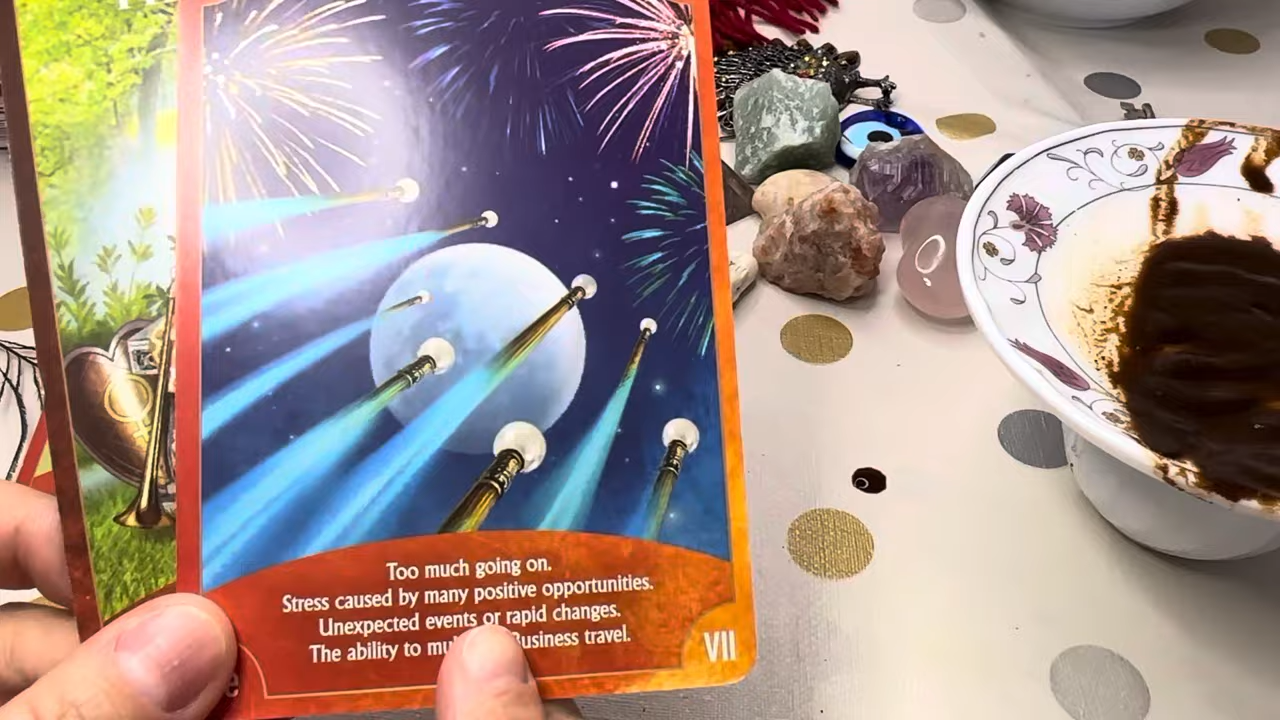 Too much going on.
Stress caused by many positive opportunities.
Unexpected events or rapid changes.
The ability to Business travel.
VII